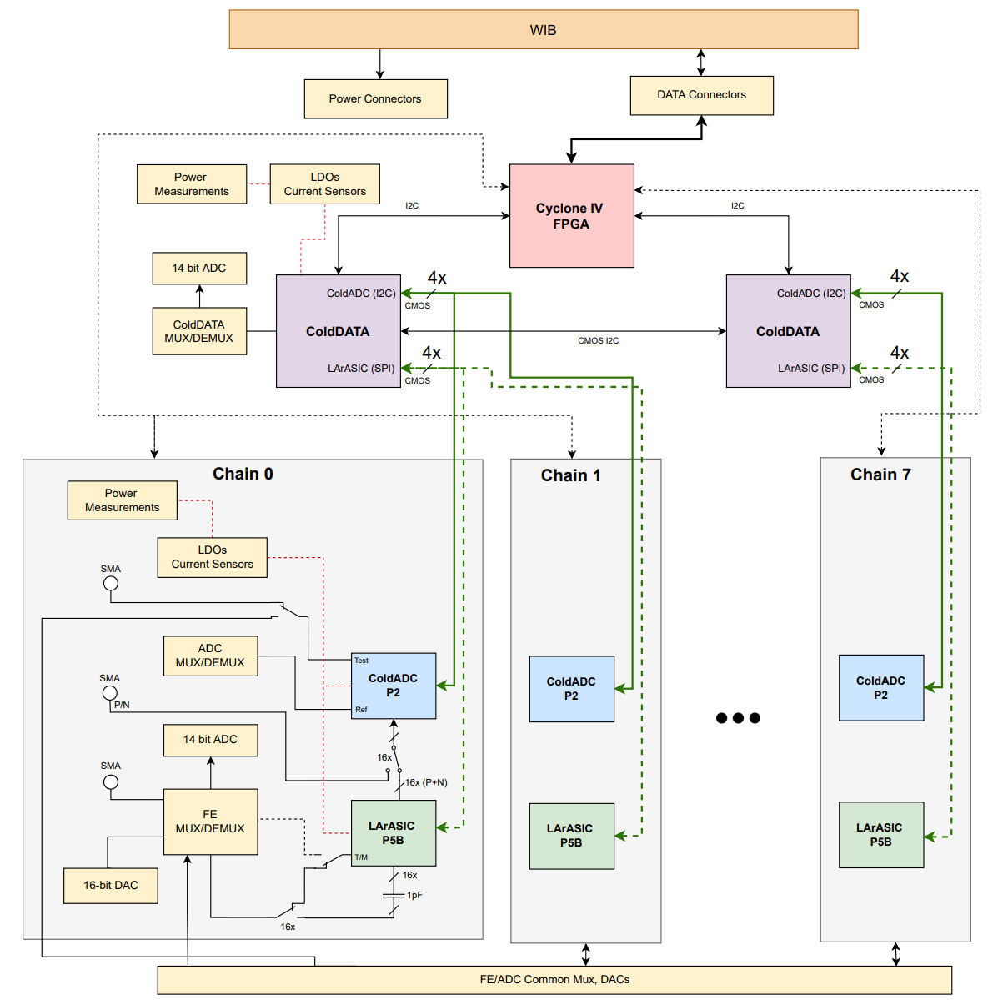 WIB
Power Connectors
DATA Connectors
Power
Measurements
LDOs
Current Sensors
Cyclone IV
FPGA
I2C
I2C
14 bit ADC
ColdDATA
MUX/DEMUX
ColdADC (I2C)
ColdDATA
LArASIC (SPI)
4x
CMOS
4x
CMOS
CMOS I2C
ColdADC (I2C)
ColdDATA
LArASIC (SPI)
4x
CMOS
4x
CMOS
Chain 0
Power
Measurements
LDOs
Current Sensors
SMA
ADC
MUX/DEMUX
Test
ColdADC
P2
Ref
SMA
P/N
14 bit ADC
16x
SMA
16x (P+N)
FE
MUX/DEMUX
LArASIC
P5B
T/M
16-bit DAC
16x
1pF
16x
Chain 1
ColdADC
P2
LArASIC
P5B
Chain 7
ColdADC
P2
LArASIC
P5B
FE/ADC Common Mux, DACs